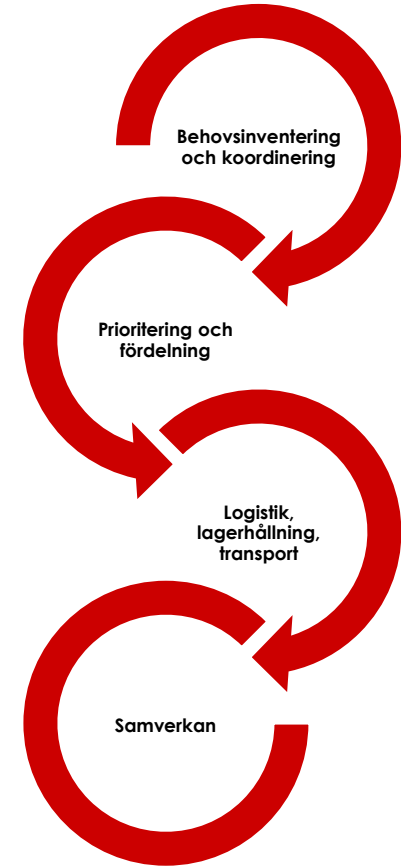 Behovsinventering
och koordinering
Prioritering och
fördelning
Logistik,
lagerhållning,
transport
Samverkan